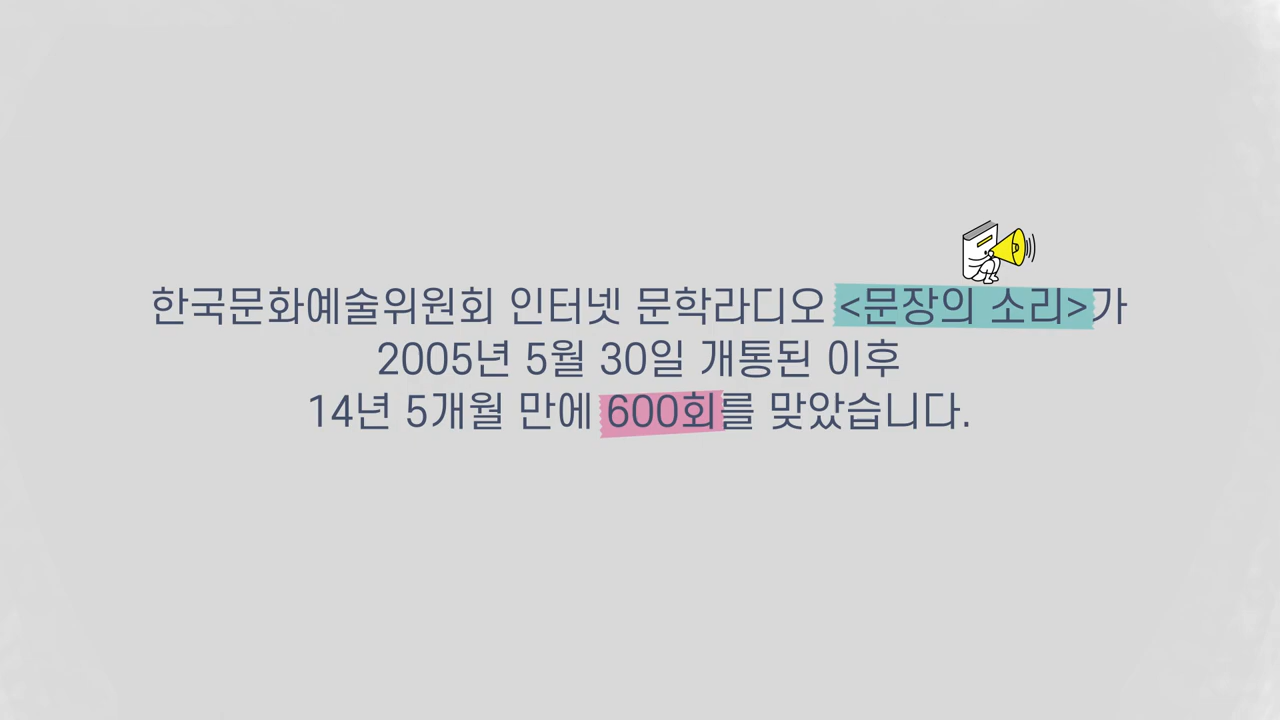 한국문화예술위원회 인터넷 문학라디오 <문장의 소리>가
2005년 5월 30일 개통된 이후
14년 5개월 만에 600회를 맞았습니다.